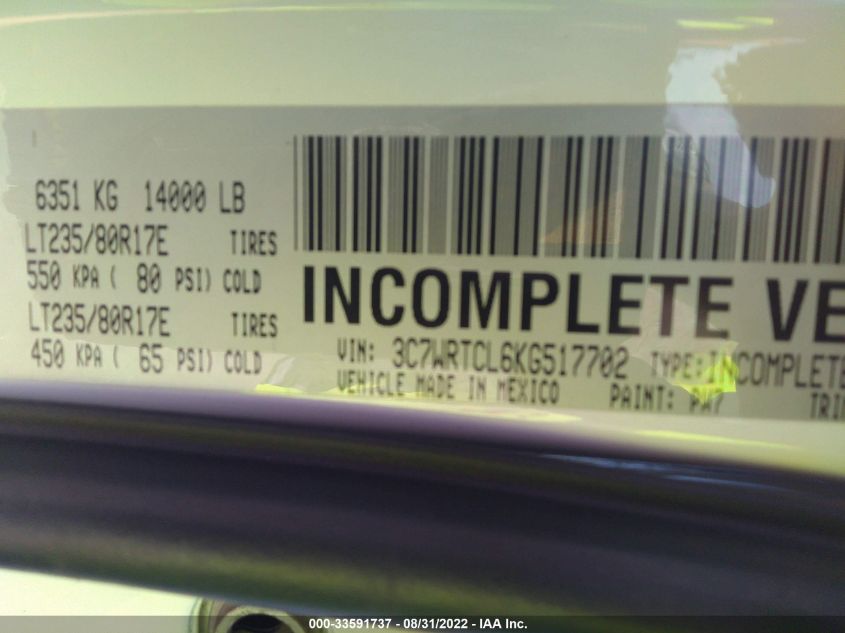 6351 KG 14000 LB
LT235/80R17E TIRES
550 KPA ( 80 PSI) COLD
LT235/80R17E TIRES
450 KPA ( 65 PSI) COLD
INCOMPLETE VE
VIN: 3C7WRTCL6KG517702 TYPE:INCOMPLETE
VEHICLE MADE IN MEXICO PAINT: PW7 TRI
000-33591737 - 08/31/2022 - IAA Inc.